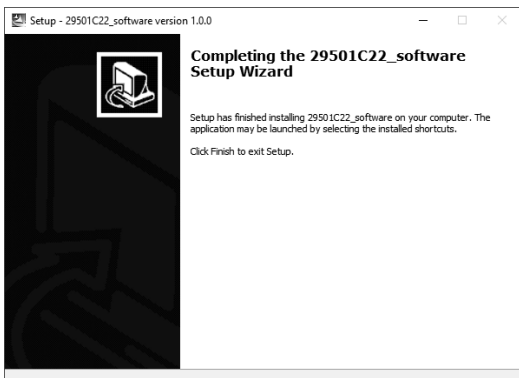 Setup - 29501C22_software version 1.0.0
Completing the 29501C22_software
Setup Wizard
Setup has finished installing 29501C22_software on your computer. The
application may be launched by selecting the installed shortcuts.
Click Finish to exit Setup.